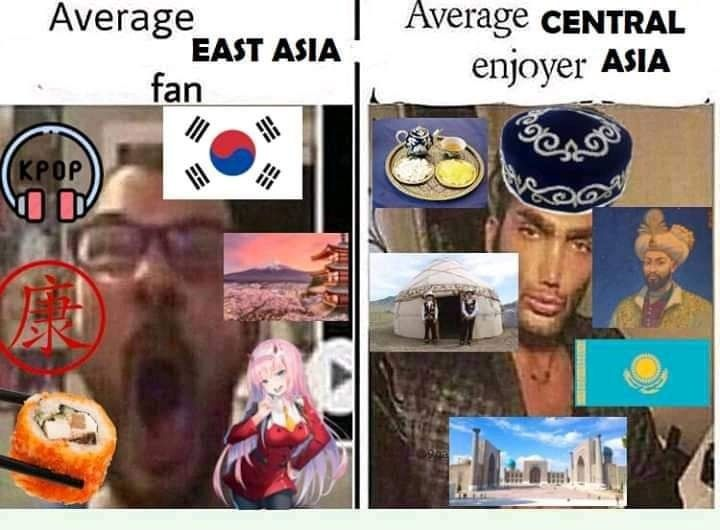 Average
EAST ASIA
fan
KPOP
康
Average CENTRAL
enjoyer ASIA